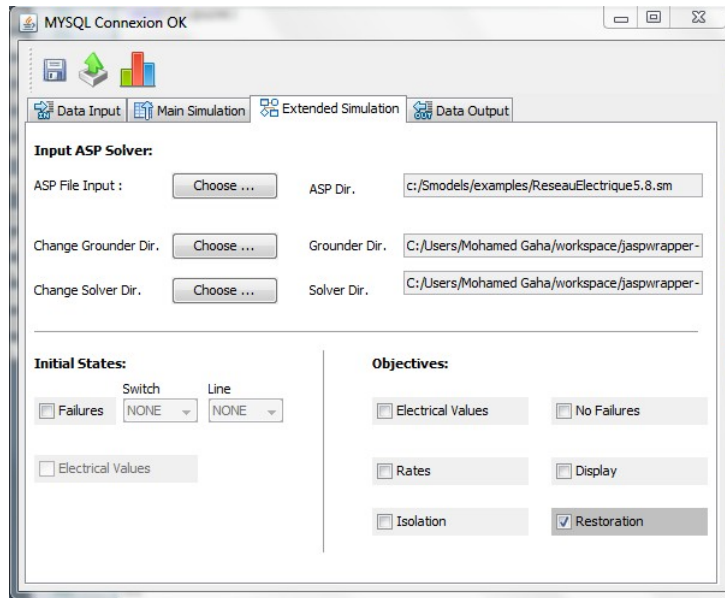 MYSQL Connexion OK
Data Input Main Simulation Extended Simulation Data Output
Input ASP Solver:
ASP File Input : Choose ... ASP Dir. c:/Smodels/examples/ReseauElectrique5.8.sm
Change Grounder Dir. Choose ... Grounder Dir. C:/Users/Mohamed Gaha/workspace/jaspwrapper-
Change Solver Dir. Choose ... Solver Dir. C:/Users/Mohamed Gaha/workspace/jaspwrapper-
Initial States: Objectives:
Switch Line
Failures NONE NONE Electrical Values No Failures
Electrical Values Rates Display
Isolation Restoration